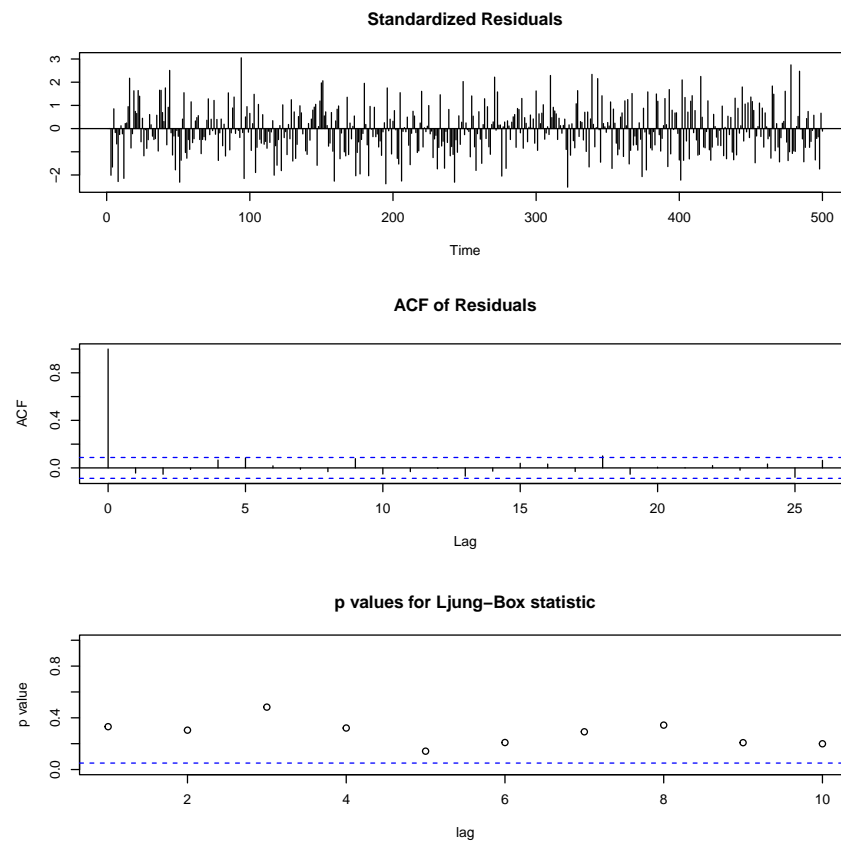 Standardized Residuals
3
2
1
0
−2
0 100 200 300 400 500
Time
ACF of Residuals
ACF
0.8
0.4
0.0
0 5 10 15 20 25
Lag
p values for Ljung−Box statistic
p value
0.8
0.4
0.0
2 4 6 8 10
lag